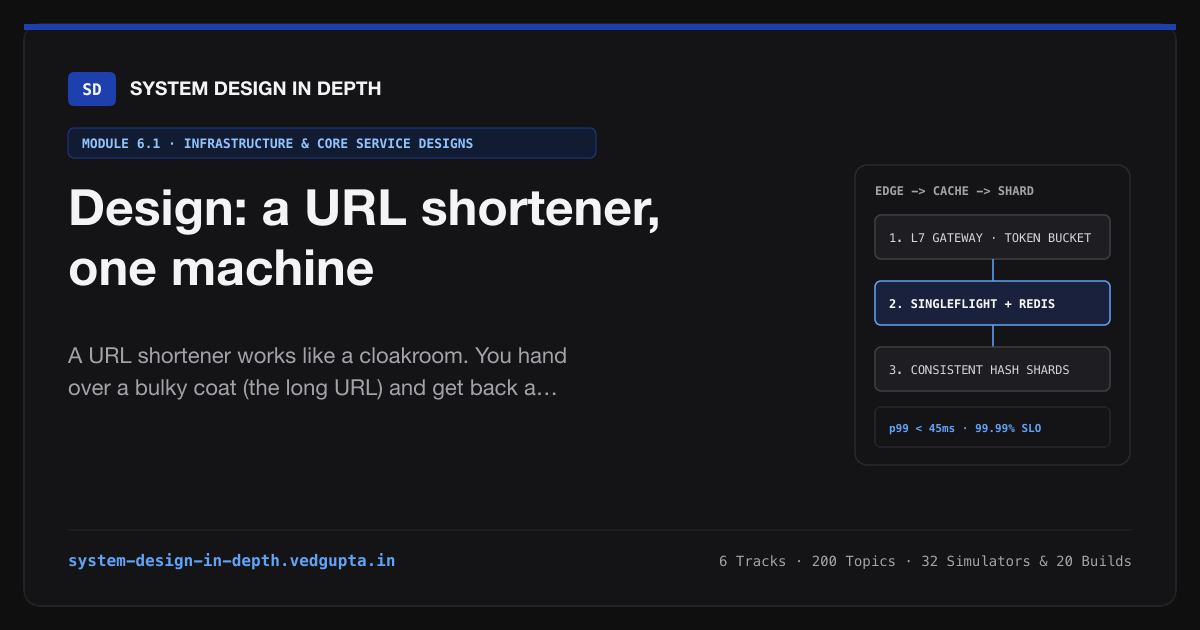 SD
SYSTEM DESIGN IN DEPTH
MODULE 6.1 · INFRASTRUCTURE & CORE SERVICE DESIGNS
Design: a URL shortener,
one machine
A URL shortener works like a cloakroom. You hand
over a bulky coat (the long URL) and get back a…
EDGE —> CACHE —> SHARD
1. L7 GATEWAY · TOKEN BUCKET
2. SINGLEFLIGHT + REDIS
3. CONSISTENT HASH SHARDS
p99 < 45ms · 99.99% SLO
system-design-in-depth.vedgupta.in
6 Tracks · 200 Topics · 32 Simulators & 20 Builds